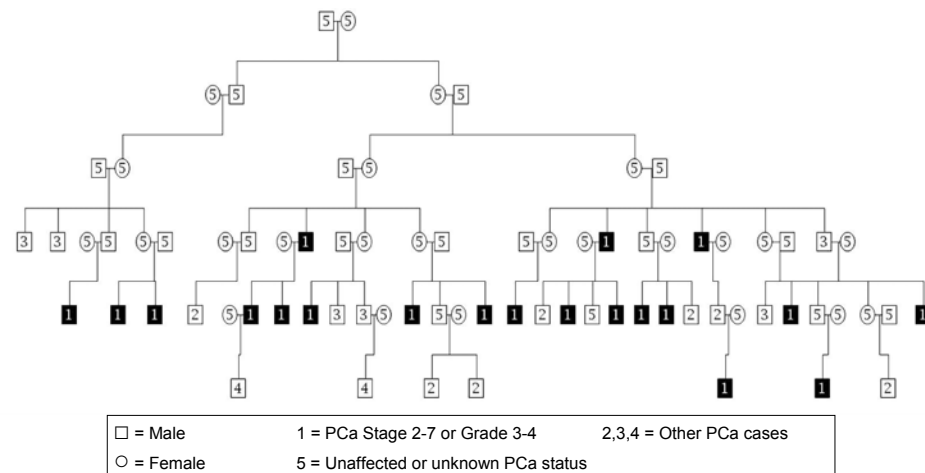 5 5
5 5 5 5
5 5 5 5 5 5
3 3 5 5 5 5 5 5 5 1 5 5 5 5 5 5 5 1 5 5 1 5 5 5 3 5
1 1 1 2 5 1 1 1 3 3 5 1 5 5 1 1 2 1 5 1 1 1 2 2 5 3 1 5 5 5 5 1
4 4 2 2 1 1 2
= Male 1 = PCa Stage 2-7 or Grade 3-4 2,3,4 = Other PCa cases
= Female 5 = Unaffected or unknown PCa status